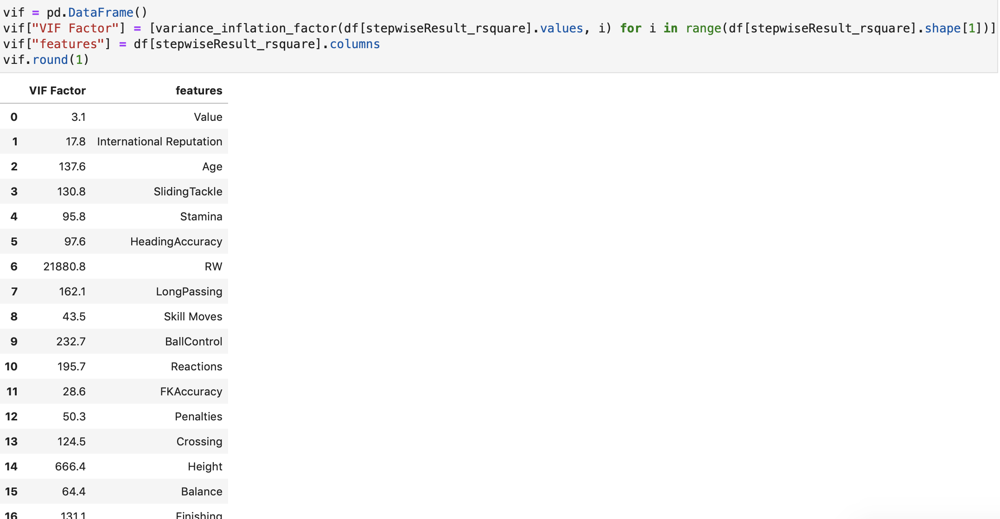 vif = pd.DataFrame()
vif["VIF Factor"] = [variance_inflation_factor(df[stepwiseResult_rsquare].values, i) for i in range(df[stepwiseResult_rsquare].shape[1])]
vif["features"] = df[stepwiseResult_rsquare].columns
vif.round(1)
VIF Factor features
0 3.1 Value
1 17.8 International Reputation
2 137.6 Age
3 130.8 SlidingTackle
4 95.8 Stamina
5 97.6 HeadingAccuracy
6 21880.8 RW
7 162.1 LongPassing
8 43.5 Skill Moves
9 232.7 BallControl
10 195.7 Reactions
11 28.6 FKAccuracy
12 50.3 Penalties
13 124.5 Crossing
14 666.4 Height
15 64.4 Balance
16 131.1 Finishing